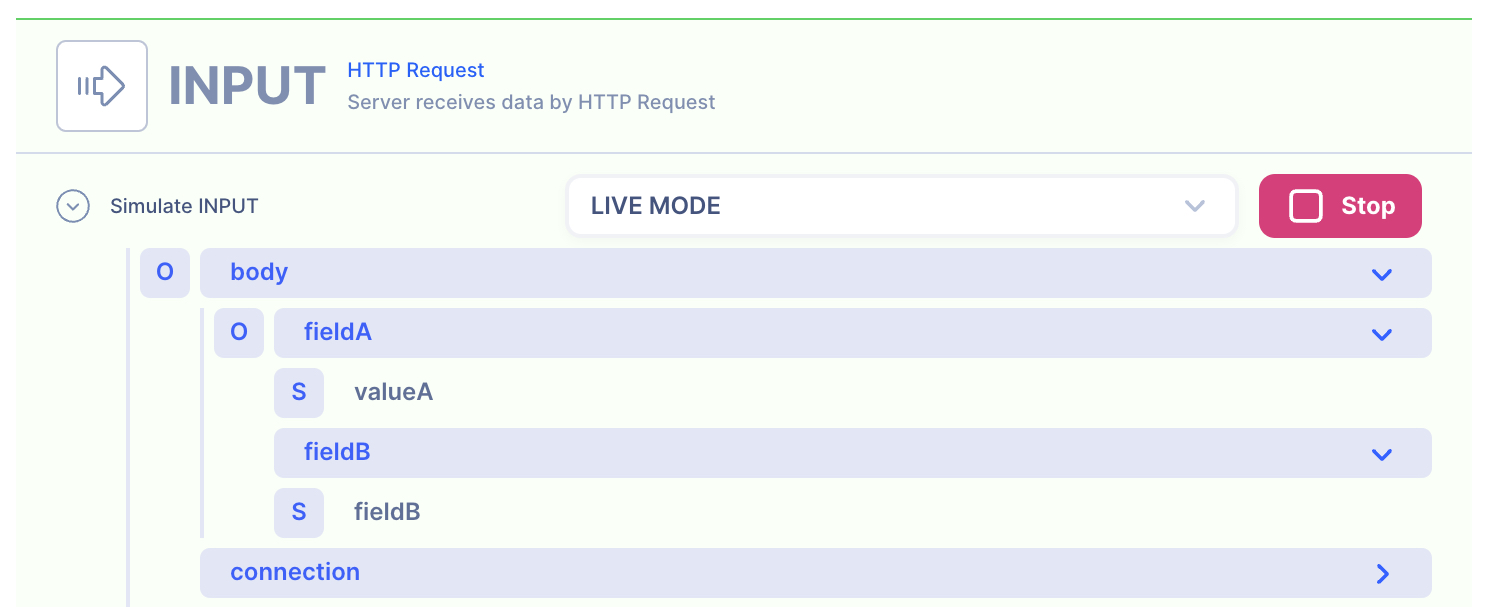 INPUT
HTTP Request
Server receives data by HTTP Request
Simulate INPUT
LIVE MODE
Stop
O body
O fieldA
S valueA
fieldB
S fieldB
connection